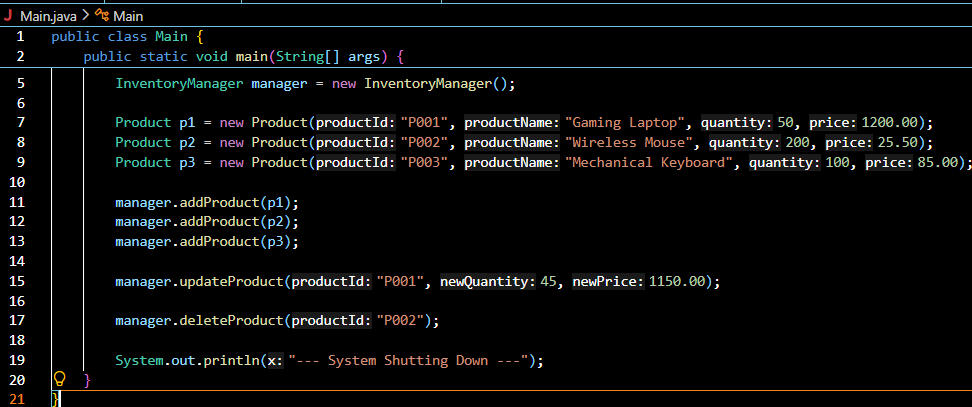 Main.java > Main
1 public class Main {
2 public static void main(String[] args) {
5 InventoryManager manager = new InventoryManager();
6
7 Product p1 = new Product(productId: "P001", productName: "Gaming Laptop", quantity: 50, price: 1200.00);
8 Product p2 = new Product(productId: "P002", productName: "Wireless Mouse", quantity: 200, price: 25.50);
9 Product p3 = new Product(productId: "P003", productName: "Mechanical Keyboard", quantity: 100, price: 85.00);
10
11 manager.addProduct(p1);
12 manager.addProduct(p2);
13 manager.addProduct(p3);
14
15 manager.updateProduct(productId: "P001", newQuantity: 45, newPrice: 1150.00);
16
17 manager.deleteProduct(productId: "P002");
18
19 System.out.println(x: "--- System Shutting Down ---");
20 }
21 }